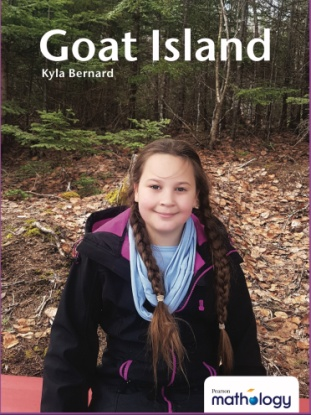 Goat Island
Kyla Bernard
Pearson
mathology